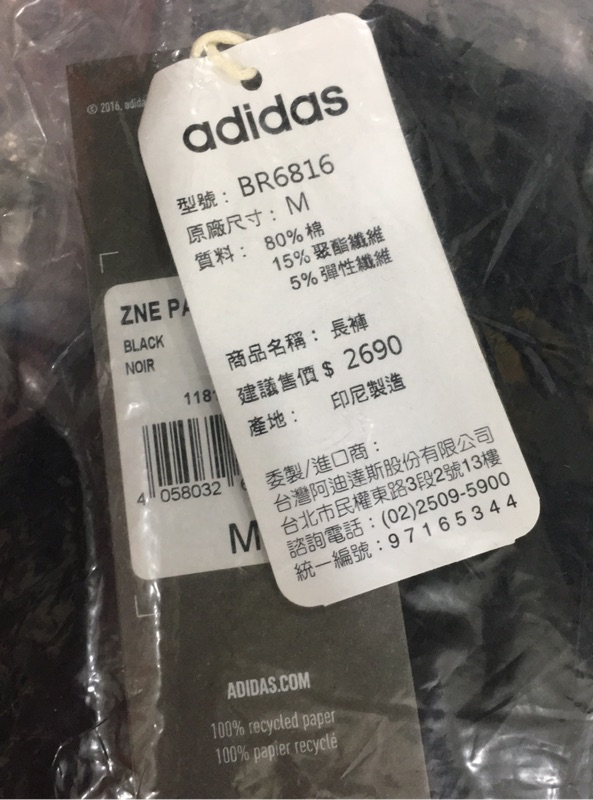 © 2016, adida
adidas
型號： BR6816
原廠尺寸： M
質料： 80% 棉
15% 聚酯纖維
5% 彈性纖維
商品名稱： 長褲
建議售價 $ 2690
產地： 印尼製造
委製/進口商：
台灣阿迪達斯股份有限公司
台北市民權東路3段2號13樓
諮詢電話：(02)2509-5900
統一編號：97165344
ZNE PA
BLACK
NOIR
1181
4 058032
M
ADIDAS.COM
100% recycled paper
100% papier recyclé